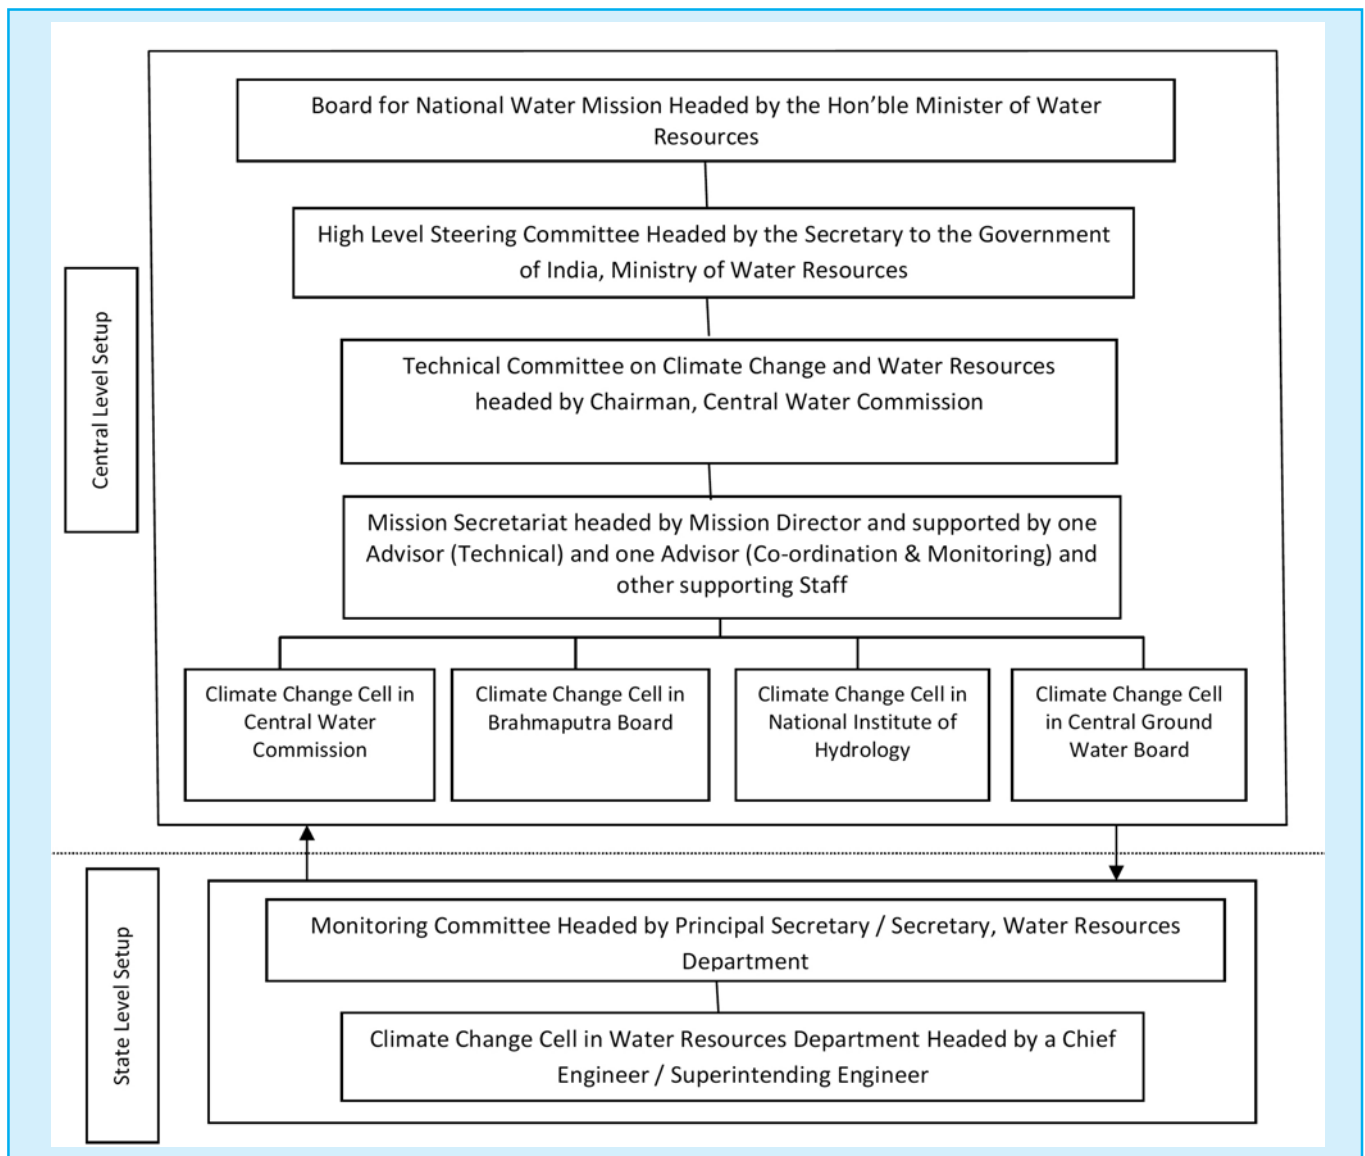 Board for National Water Mission Headed by the Hon’ble Minister of Water
Resources
High Level Steering Committee Headed by the Secretary to the Government
of India, Ministry of Water Resources
Central Level Setup
Technical Committee on Climate Change and Water Resources
headed by Chairman, Central Water Commission
Mission Secretariat headed by Mission Director and supported by one
Advisor (Technical) and one Advisor (Co-ordination & Monitoring) and
other supporting Staff
Climate Change Cell in
Central Water
Commission
Climate Change Cell in
Brahmaputra Board
Climate Change Cell in
National Institute of
Hydrology
Climate Change Cell
in Central Ground
Water Board
State Level Setup
Monitoring Committee Headed by Principal Secretary / Secretary, Water Resources
Department
Climate Change Cell in Water Resources Department Headed by a Chief
Engineer / Superintending Engineer